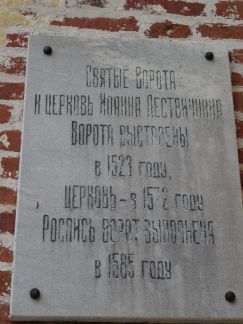 Святые Ворота
и церковь Иоанна Лествичника
Ворота выстроены
в 1523 году,
церковь – в 1572 году
Роспись ворот выполнена
в 1585 году